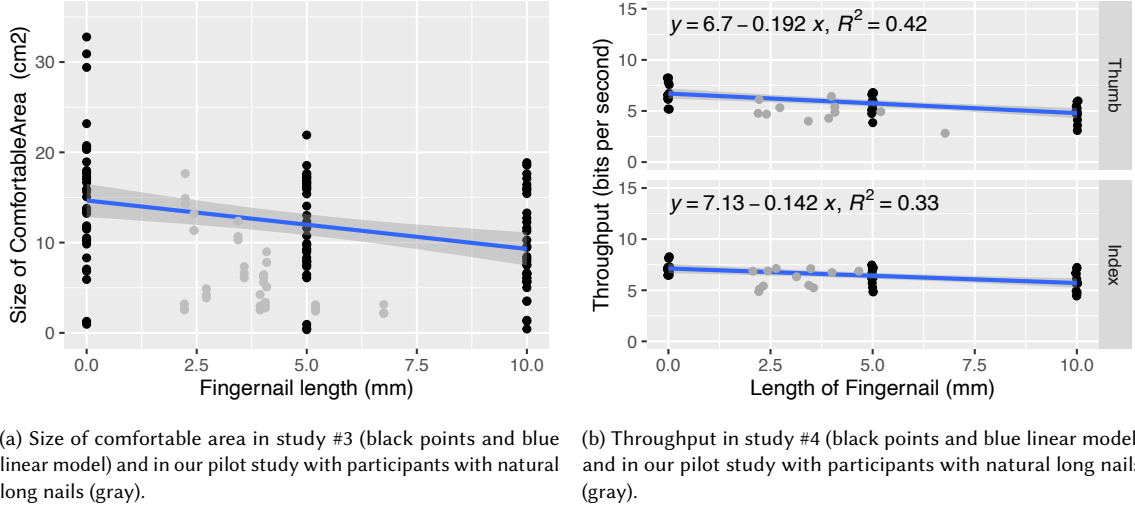 Size of ComfortableArea (cm2)
30
20
10
0
0.0 2.5 5.0 7.5 10.0
Fingernail length (mm)
(a) Size of comfortable area in study #3 (black points and blue
linear model) and in our pilot study with participants with natural
long nails (gray).
Throughput (bits per second)
15
10
5
0
y = 6.7 − 0.192 x, R² = 0.42
Thumb
15
10
5
0
y = 7.13 − 0.142 x, R² = 0.33
Index
0.0 2.5 5.0 7.5 10.0
Length of Fingernail (mm)
(b) Throughput in study #4 (black points and blue linear model
and in our pilot study with participants with natural long nails
(gray).